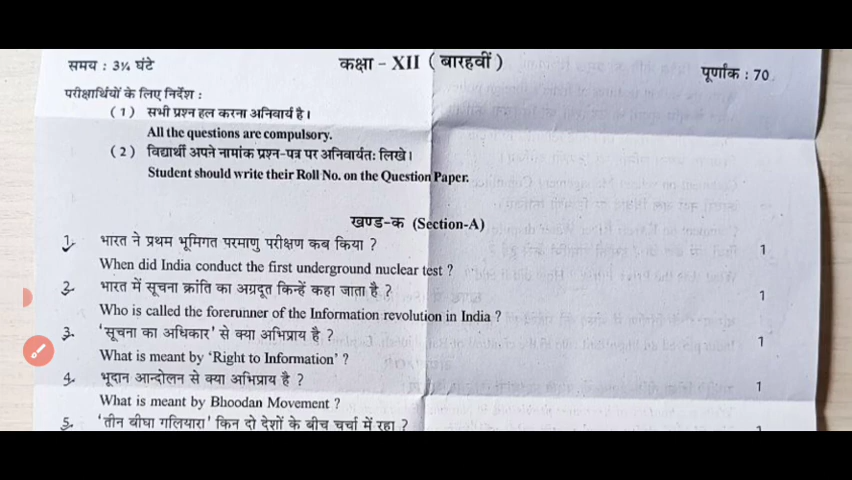 समय : 3¼ घंटे
कक्षा - XII ( बारहवीं )
पूर्णांक : 70
परीक्षार्थियों के लिए निर्देश :
(1) सभी प्रश्न हल करना अनिवार्य है।
All the questions are compulsory.
(2) विद्यार्थी अपने नामांक प्रश्न-पत्र पर अनिवार्यतः लिखे।
Student should write their Roll No. on the Question Paper.
खण्ड-क (Section-A)
1. भारत ने प्रथम भूमिगत परमाणु परीक्षण कब किया ? 1
When did India conduct the first underground nuclear test ?
2. भारत में सूचना क्रांति का अग्रदूत किन्हें कहा जाता है ? 1
Who is called the forerunner of the Information revolution in India ?
3. 'सूचना का अधिकार' से क्या अभिप्राय है ? 1
What is meant by 'Right to Information' ?
4. भूदान आन्दोलन से क्या अभिप्राय है ? 1
What is meant by Bhoodan Movement ?
5. 'तीन बीघा गलियारा' किन दो देशों के बीच चर्चा में रहा ? 1